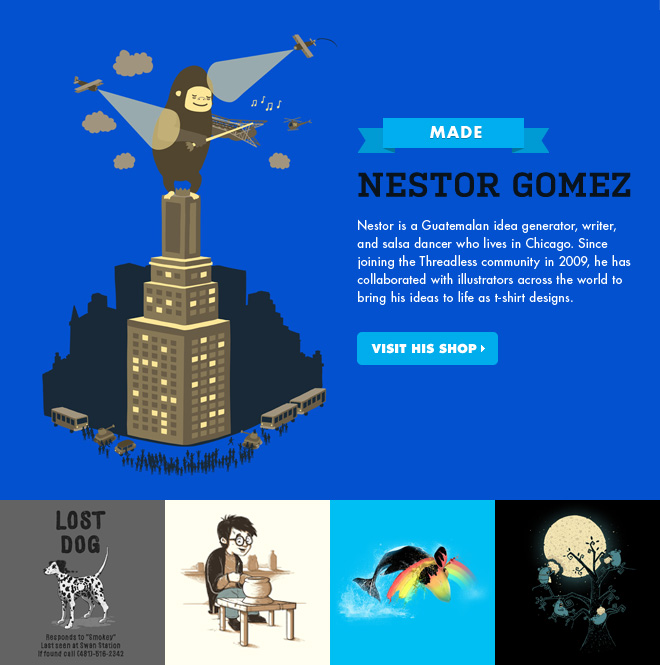 MADE
NESTOR GOMEZ
Nestor is a Guatemalan idea generator, writer,
and salsa dancer who lives in Chicago. Since
joining the Threadless community in 2009, he has
collaborated with illustrators across the world to
bring his ideas to life as t-shirt designs.
VISIT HIS SHOP
LOST
DOG
Responds to "Smokey"
Last seen at Swan Station
If found call (481)-516-2342